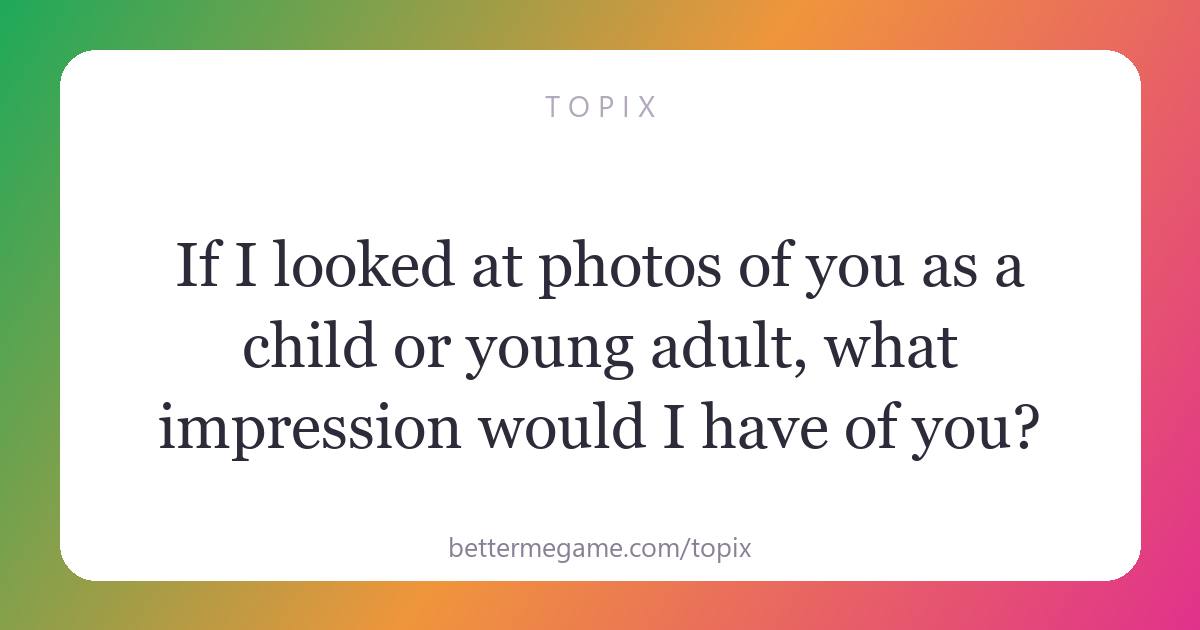 TOPIX
If I looked at photos of you as a
child or young adult, what
impression would I have of you?
bettermegame.com/topix